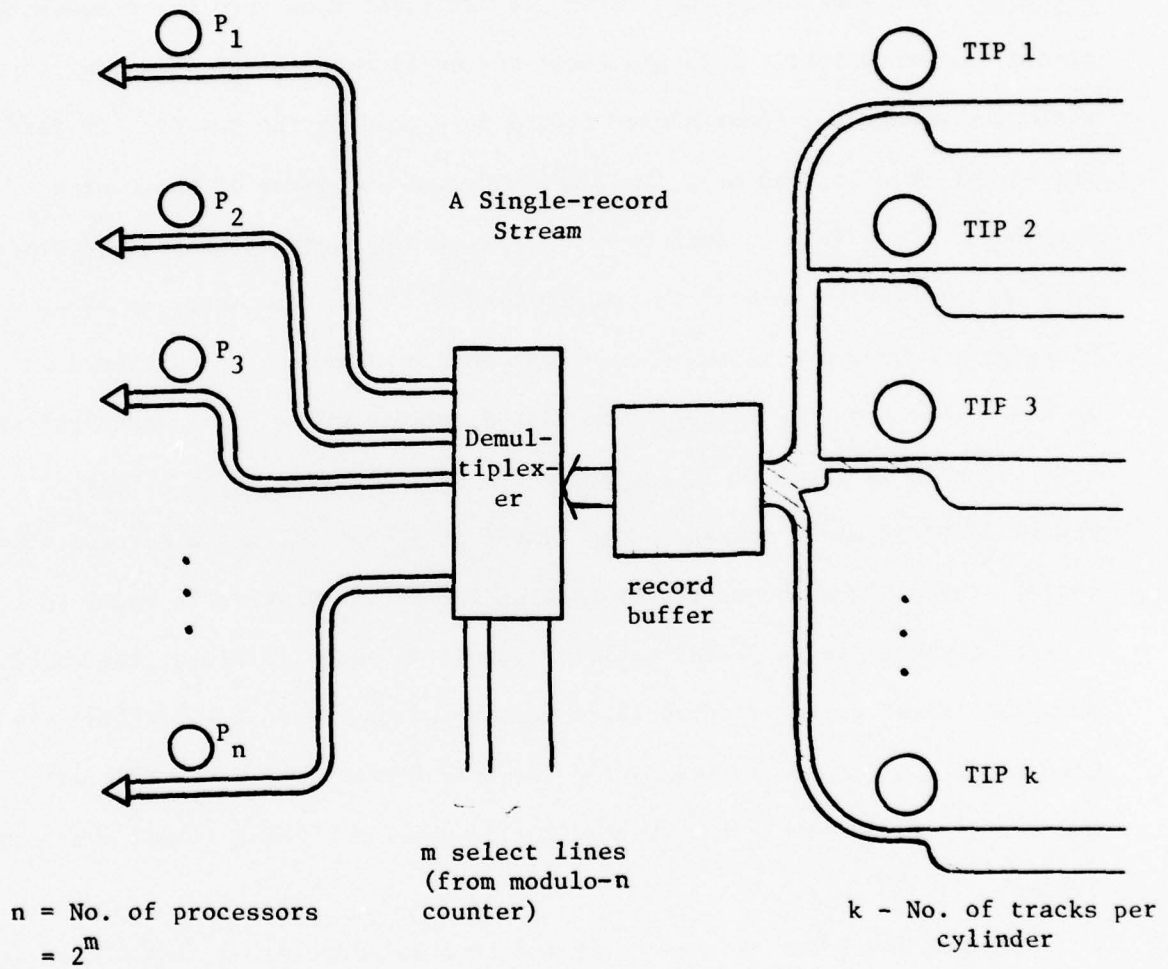 P1
TIP 1
P2
A Single-record
Stream
TIP 2
P3
TIF 3
Demul-
tiplex-
er
record
buffer
Pn
TIP k
m select lines
(from modulo-n
counter)
n = No. of processors
= 2^m
k - No. of tracks per
cylinder